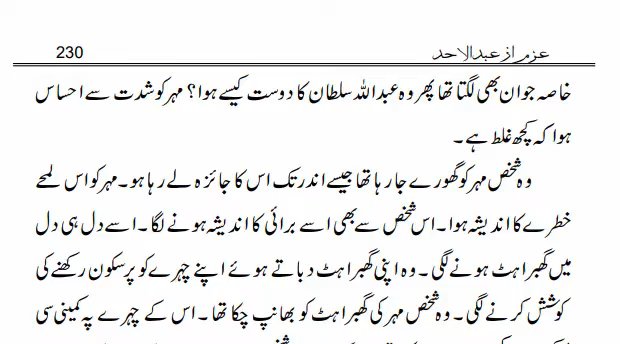 عزم از عبدالاحد 230
خاصہ جوان بھی لگتا تھا پھر وہ عبداللہ سلطان کا دوست کیسے ہوا؟ مہر کو شدت سے احساس
ہوا کہ کچھ غلط ہے۔
وہ شخص مہر کو گھورے جا رہا تھا جیسے اندر تک اس کا جائزہ لے رہا ہو۔ مہر کو اس لمحے
خطرے کا اندیشہ ہوا۔ اس شخص سے بھی اسے برائی کا اندیشہ ہونے لگا۔ اسے دل ہی دل
میں گھبراہٹ ہونے لگی۔ وہ اپنی گھبراہٹ دباتے ہوئے اپنے چہرے کو پرسکون رکھنے کی
کوشش کرنے لگی۔ وہ شخص مہر کی گھبراہٹ کو بھانپ چکا تھا۔ اس کے چہرے پہ کمینی سی